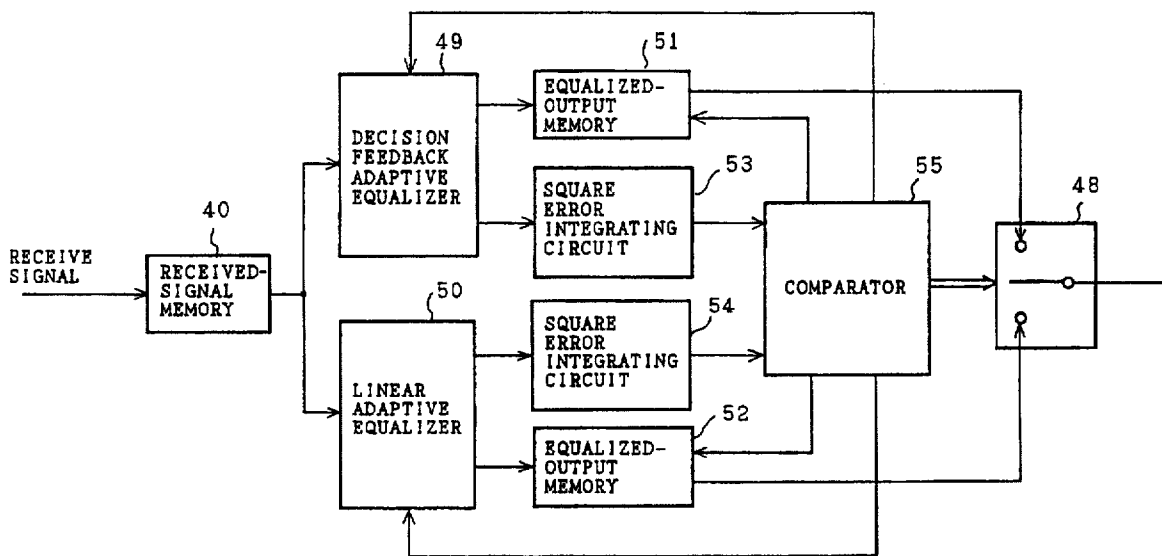 49
51
EQUALIZED-
OUTPUT
MEMORY
DECISION
FEEDBACK
ADAPTIVE
EQUALIZER
53
SQUARE
ERROR
INTEGRATING
CIRCUIT
55
48
40
RECEIVE
SIGNAL
RECEIVED-
SIGNAL
MEMORY
COMPARATOR
50
54
SQUARE
ERROR
INTEGRATING
CIRCUIT
LINEAR
ADAPTIVE
EQUALIZER
52
EQUALIZED-
OUTPUT
MEMORY